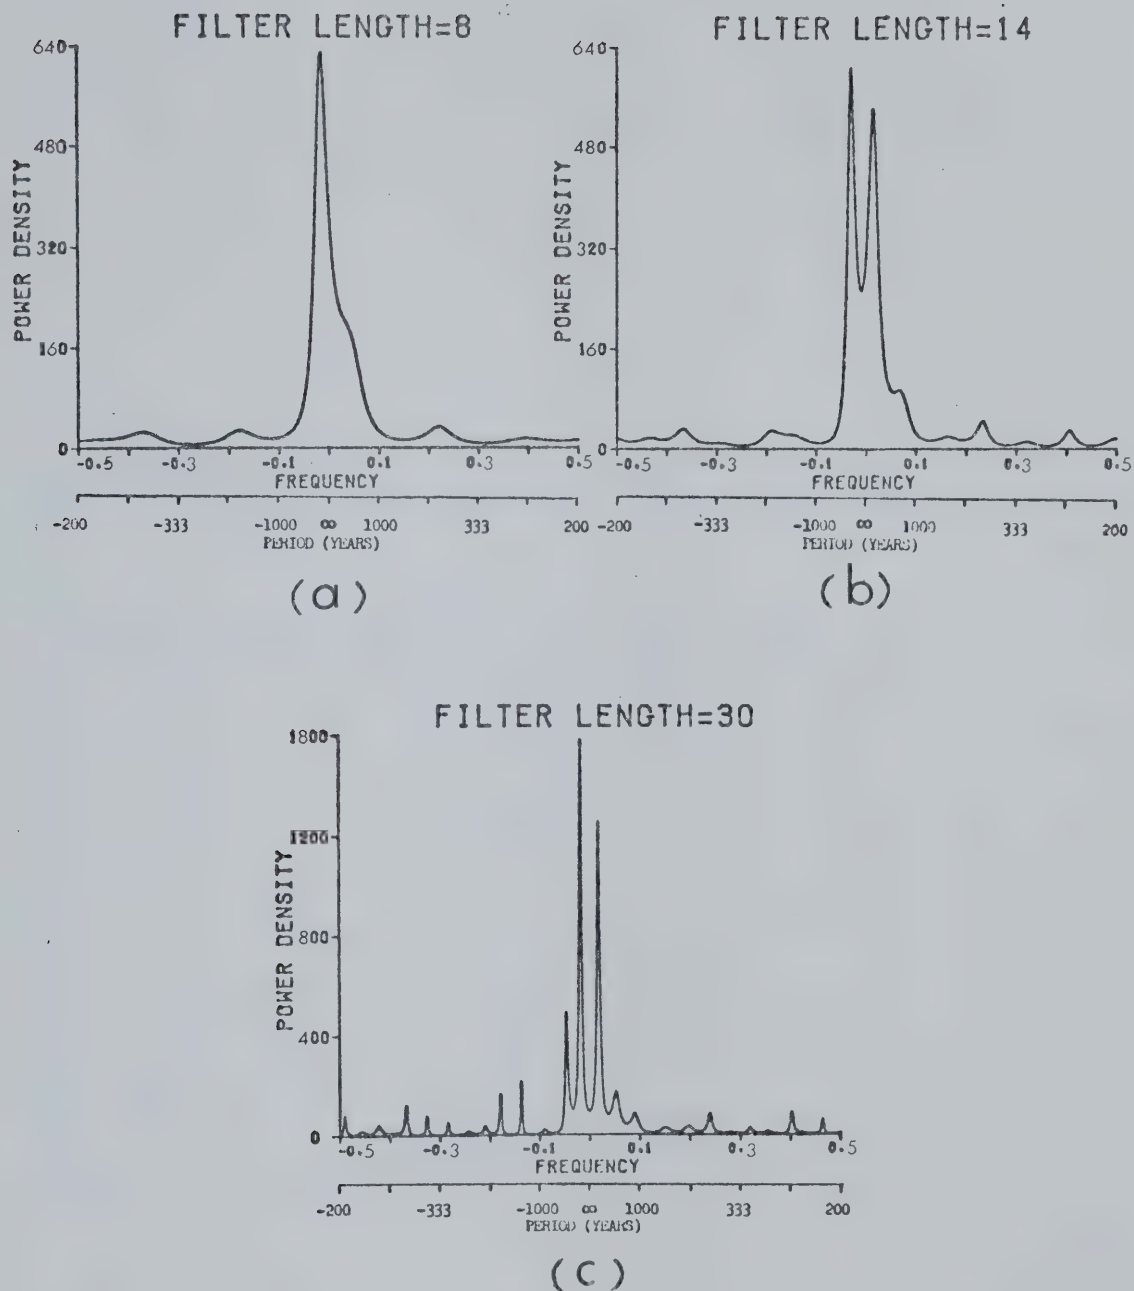 FILTER LENGTH=8
640
480
320
160
0
POWER DENSITY
-0.5 -0.3 -0.1 0.1 0.3 0.5
FREQUENCY
-200 -333 -1000 ∞ 1000 333 200
PERIOD (YEARS)
(a)
FILTER LENGTH=14
640
480
320
160
0
POWER DENSITY
-0.5 -0.3 -0.1 0.1 0.3 0.5
FREQUENCY
-200 -333 -1000 ∞ 1000 333 200
PERIOD (YEARS)
(b)
FILTER LENGTH=30
1800
1200
800
400
0
POWER DENSITY
-0.5 -0.3 -0.1 0.1 0.3 0.5
FREQUENCY
-200 -333 -1000 ∞ 1000 333 200
PERIOD (YEARS)
(c)